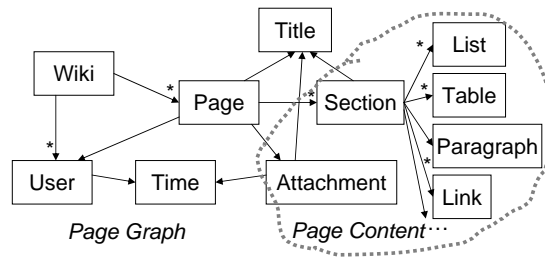 Title
Wiki
*
Page
*
Section
*
List
*
Table
Paragraph
*
Link
...
*
User
Time
Attachment
Page Graph
Page Content